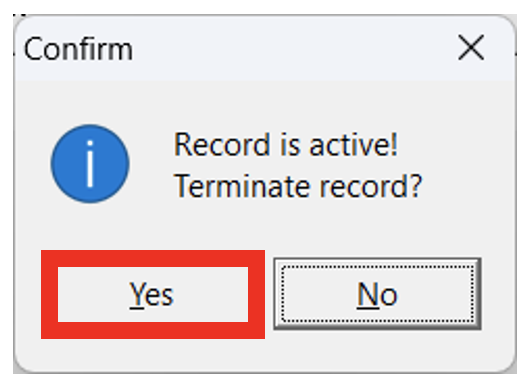 Confirm
Record is active!
Terminate record?
Yes
No